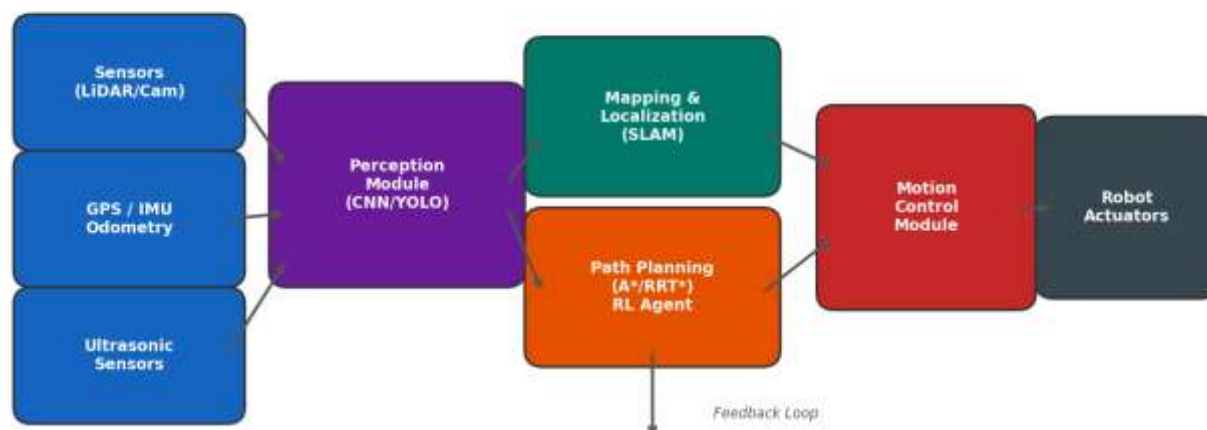 Sensors
(LiDAR/Cam)
GPS / IMU
Odometry
Ultrasonic
Sensors
Perception
Module
(CNN/YOLO)
Mapping &
Localization
(SLAM)
Path Planning
(A*/RRT*)
RL Agent
Motion
Control
Module
Robot
Actuators
Feedback Loop